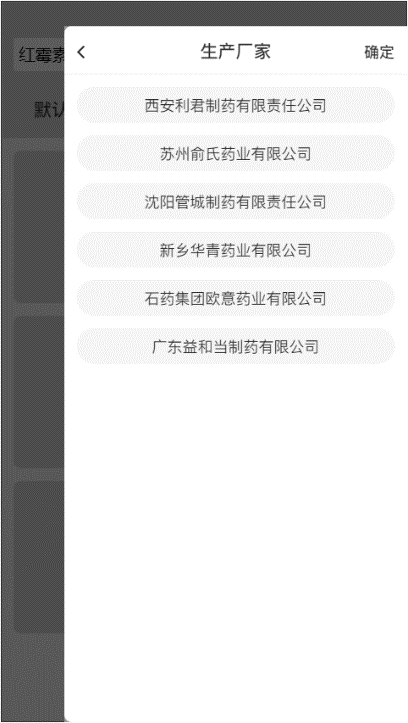 红霉素
生产厂家
确定
默认
西安利君制药有限责任公司
苏州俞氏药业有限公司
沈阳管城制药有限责任公司
新乡华青药业有限公司
石药集团欧意药业有限公司
广东益和当制药有限公司